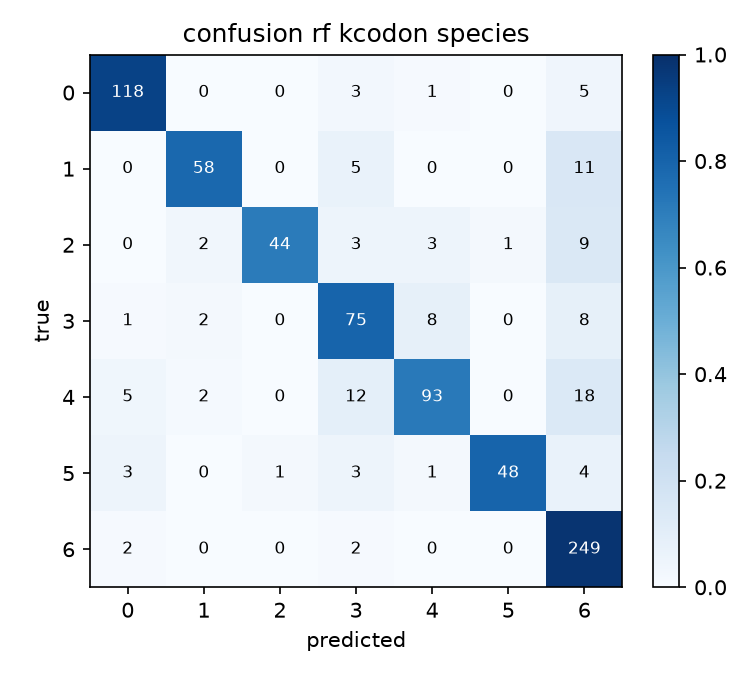 confusion rf kcodon species
1.0
0 118 0 0 3 1 0 5
1 0 58 0 5 0 0 11
0.8
2 0 2 44 3 3 1 9
0.6
3 1 2 0 75 8 0 8
true
0.4
4 5 2 0 12 93 0 18
5 3 0 1 3 1 48 4
0.2
6 2 0 0 2 0 0 249
0.0
0 1 2 3 4 5 6
predicted